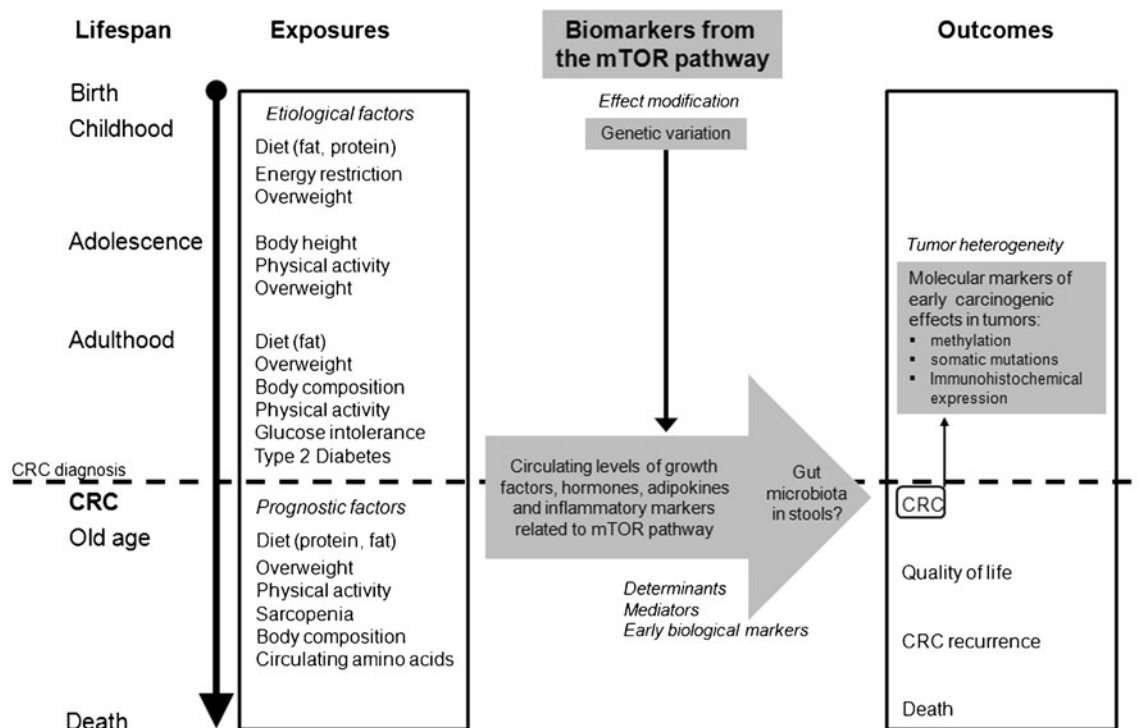 Lifespan
Exposures
Biomarkers from
the mTOR pathway
Outcomes
Birth
Childhood
Adolescence
Adulthood
CRC diagnosis
CRC
Old age
Death
Etiological factors
Diet (fat, protein)
Energy restriction
Overweight
Body height
Physical activity
Overweight
Diet (fat)
Overweight
Body composition
Physical activity
Glucose intolerance
Type 2 Diabetes
Prognostic factors
Diet (protein, fat)
Overweight
Physical activity
Sarcopenia
Body composition
Circulating amino acids
Effect modification
Genetic variation
Circulating levels of growth
factors, hormones, adipokines
and inflammatory markers
related to mTOR pathway
Gut
microbiota
in stools?
Determinants
Mediators
Early biological markers
Tumor heterogeneity
Molecular markers of
early carcinogenic
effects in tumors:
▪ methylation
▪ somatic mutations
▪ Immunohistochemical
expression
CRC
Quality of life
CRC recurrence
Death